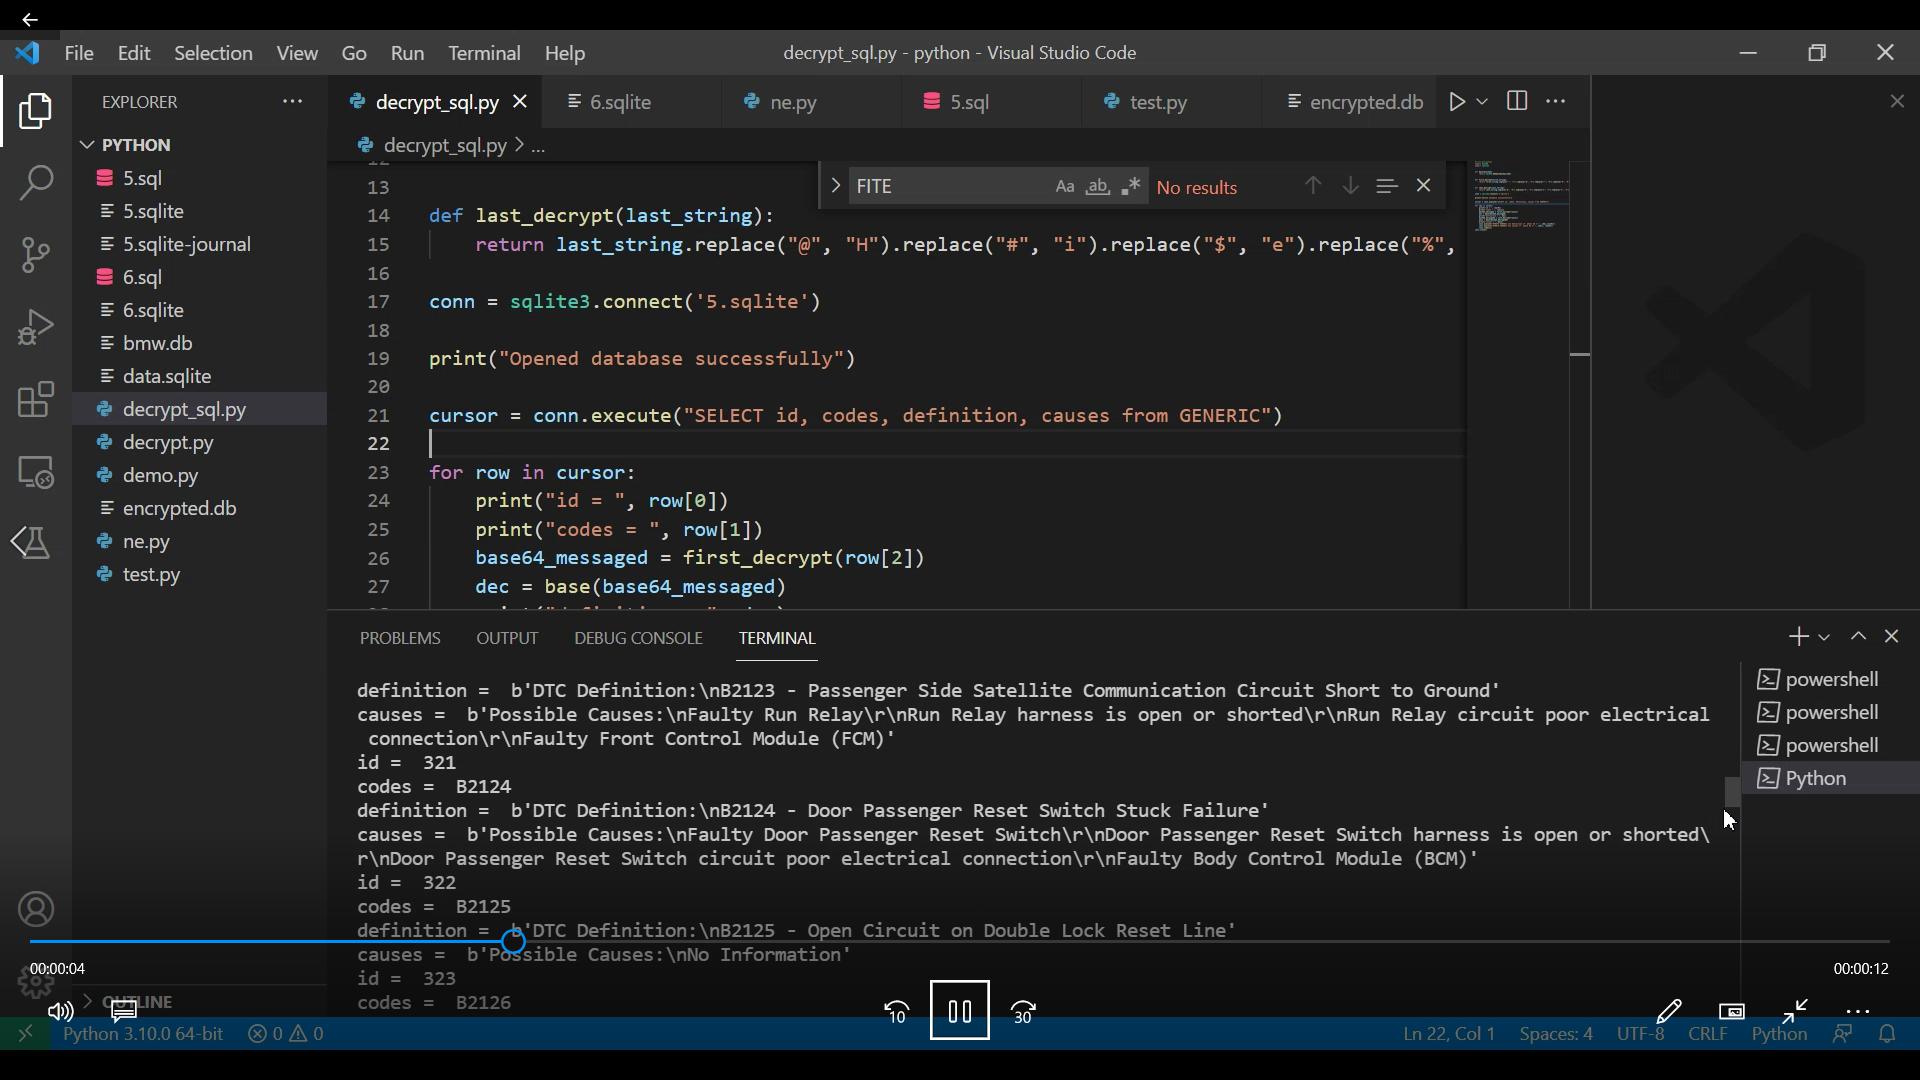 File Edit Selection View Go Run Terminal Help
decrypt_sql.py - python - Visual Studio Code
EXPLORER
PYTHON
5.sql
5.sqlite
5.sqlite-journal
6.sql
6.sqlite
bmw.db
data.sqlite
decrypt_sql.py
decrypt.py
demo.py
encrypted.db
ne.py
test.py
OUTLINE
decrypt_sql.py 6.sqlite ne.py 5.sql test.py encrypted.db
decrypt_sql.py > ...
FITE Aa ab .* No results
13
14 def last_decrypt(last_string):
15 return last_string.replace("@", "H").replace("#", "i").replace("$", "e").replace("%",
16
17 conn = sqlite3.connect('5.sqlite')
18
19 print("Opened database successfully")
20
21 cursor = conn.execute("SELECT id, codes, definition, causes from GENERIC")
22
23 for row in cursor:
24 print("id = ", row[0])
25 print("codes = ", row[1])
26 base64_messaged = first_decrypt(row[2])
27 dec = base(base64_messaged)
PROBLEMS OUTPUT DEBUG CONSOLE TERMINAL
definition =  b'DTC Definition:\nB2123 - Passenger Side Satellite Communication Circuit Short to Ground'
causes =  b'Possible Causes:\nFaulty Run Relay\r\nRun Relay harness is open or shorted\r\nRun Relay circuit poor electrical
connection\r\nFaulty Front Control Module (FCM)'
id =  321
codes =  B2124
definition =  b'DTC Definition:\nB2124 - Door Passenger Reset Switch Stuck Failure'
causes =  b'Possible Causes:\nFaulty Door Passenger Reset Switch\r\nDoor Passenger Reset Switch harness is open or shorted\
r\nDoor Passenger Reset Switch circuit poor electrical connection\r\nFaulty Body Control Module (BCM)'
id =  322
codes =  B2125
definition =  b'DTC Definition:\nB2125 - Open Circuit on Double Lock Reset Line'
causes =  b'Possible Causes:\nNo Information'
id =  323
codes =  B2126
powershell
powershell
powershell
Python
00:00:04
00:00:12
10
30
Python 3.10.0 64-bit 0 0
Ln 22, Col 1 Spaces: 4 UTF-8 CRLF Python